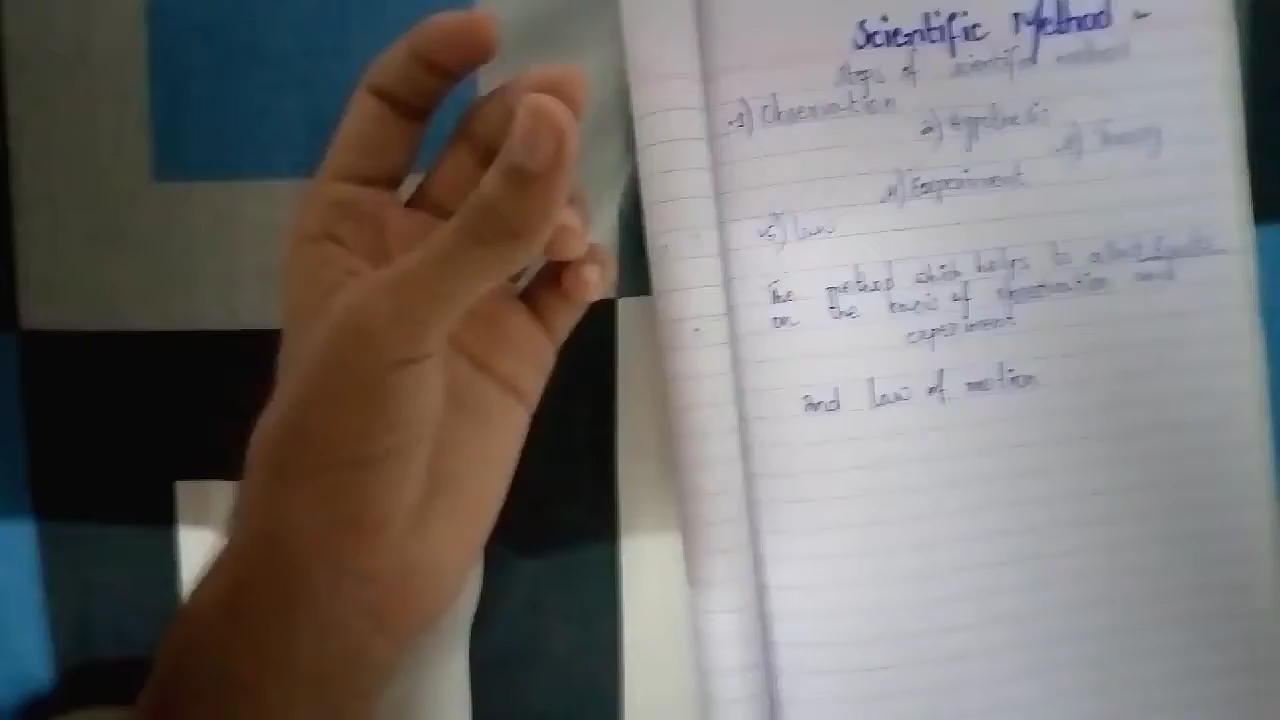 Scientific Method -
Steps of scientific method
1) Observation
2) Hypothesis
3) Theory
4) Experiment
5) law
The method which helps to
on the basic of observation and
experiment
and law of motion